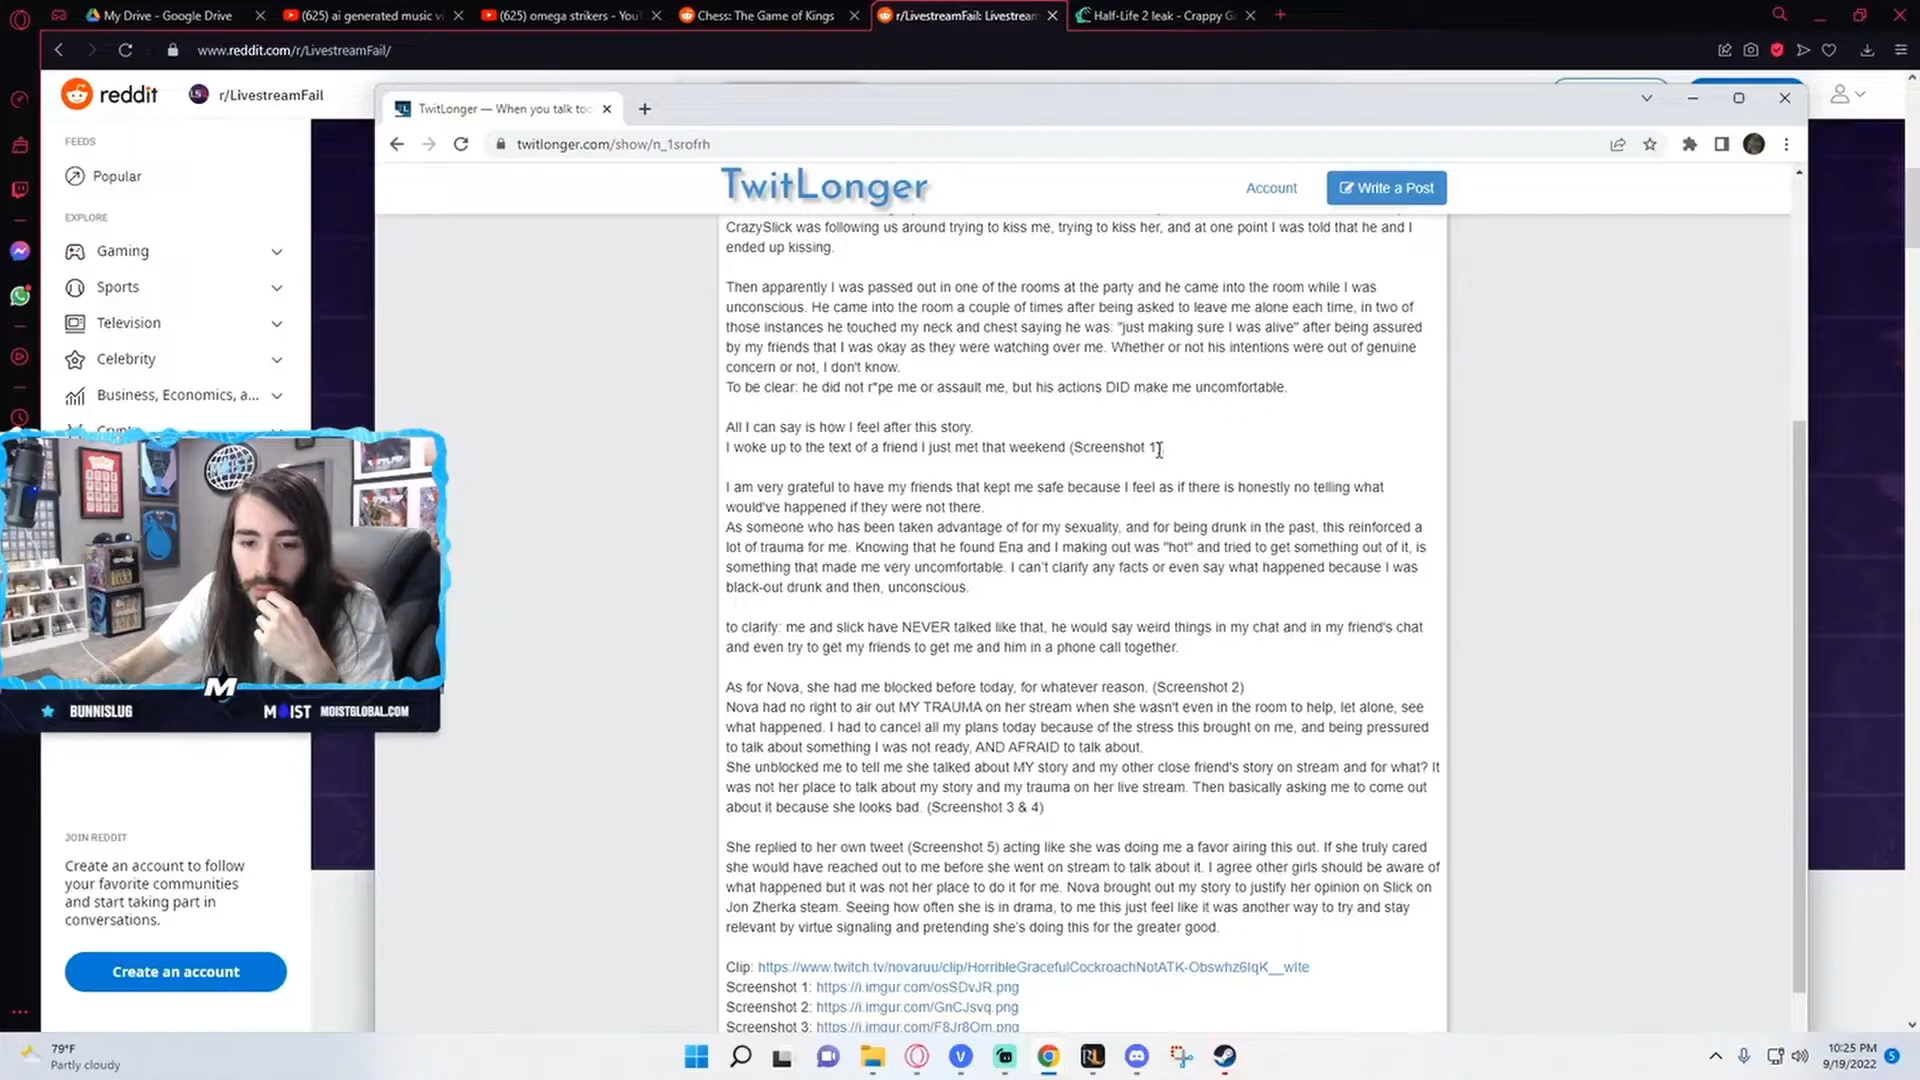 My Drive - Google Drive
(625) ai generated music vi
(625) omega strikers - YouT
Chess: The Game of Kings
r/LivestreamFail: Livestream
Half-Life 2 leak - Crappy Ga
www.reddit.com/r/LivestreamFail/
reddit
r/LivestreamFail
TwitLonger — When you talk too
twitlonger.com/show/n_1srofrh
TwitLonger
Account
Write a Post
FEEDS
Popular
EXPLORE
Gaming
Sports
Television
Celebrity
Business, Economics, a...
CrazySlick was following us around trying to kiss me, trying to kiss her, and at one point I was told that he and I
ended up kissing.
Then apparently I was passed out in one of the rooms at the party and he came into the room while I was
unconscious. He came into the room a couple of times after being asked to leave me alone each time, in two of
those instances he touched my neck and chest saying he was: "just making sure I was alive" after being assured
by my friends that I was okay as they were watching over me. Whether or not his intentions were out of genuine
concern or not, I don't know.
To be clear: he did not r*pe me or assault me, but his actions DID make me uncomfortable.
All I can say is how I feel after this story.
I woke up to the text of a friend I just met that weekend (Screenshot 1)
I am very grateful to have my friends that kept me safe because I feel as if there is honestly no telling what
would've happened if they were not there.
As someone who has been taken advantage of for my sexuality, and for being drunk in the past, this reinforced a
lot of trauma for me. Knowing that he found Ena and I making out was "hot" and tried to get something out of it, is
something that made me very uncomfortable. I can't clarify any facts or even say what happened because I was
black-out drunk and then, unconscious.
to clarify: me and slick have NEVER talked like that, he would say weird things in my chat and in my friend's chat
and even try to get my friends to get me and him in a phone call together.
As for Nova, she had me blocked before today, for whatever reason. (Screenshot 2)
Nova had no right to air out MY TRAUMA on her stream when she wasn't even in the room to help, let alone, see
what happened. I had to cancel all my plans today because of the stress this brought on me, and being pressured
to talk about something I was not ready, AND AFRAID to talk about.
She unblocked me to tell me she talked about MY story and my other close friend's story on stream and for what? It
was not her place to talk about my story and my trauma on her live stream. Then basically asking me to come out
about it because she looks bad. (Screenshot 3 & 4)
She replied to her own tweet (Screenshot 5) acting like she was doing me a favor airing this out. If she truly cared
she would have reached out to me before she went on stream to talk about it. I agree other girls should be aware of
what happened but it was not her place to do it for me. Nova brought out my story to justify her opinion on Slick on
Jon Zherka steam. Seeing how often she is in drama, to me this just feel like it was another way to try and stay
relevant by virtue signaling and pretending she's doing this for the greater good.
Clip: https://www.twitch.tv/novaruu/clip/HorribleGracefulCockroachNotATK-Obswhz6IqK__wIte
Screenshot 1: https://i.imgur.com/osSDvJR.png
Screenshot 2: https://i.imgur.com/GnCJsvq.png
Screenshot 3: https://i.imgur.com/F8Jr8Om.png
M
BUNNISLUG
MOIST
MOISTGLOBAL.COM
JOIN REDDIT
Create an account to follow
your favorite communities
and start taking part in
conversations.
Create an account
79°F
Partly cloudy
10:25 PM
9/19/2022
5